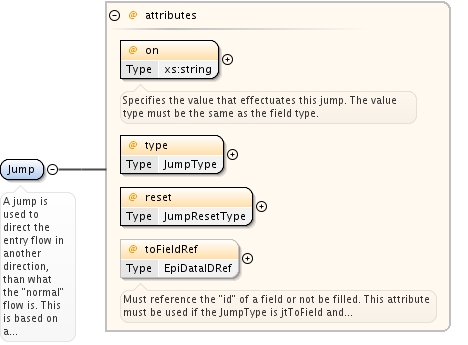 attributes
@ on
Type xs:string
Specifies the value that effectuates this jump. The value
type must be the same as the field type.
@ type
Type JumpType
Jump
@ reset
Type JumpResetType
A jump is
used to
direct the
entry flow in
another
direction,
than what
the "normal"
flow is. This
is based on
a...
@ toFieldRef
Type EpiDataIDRef
Must reference the "id" of a field or not be filled. This attribute
must be used if the JumpType is jtToField and...